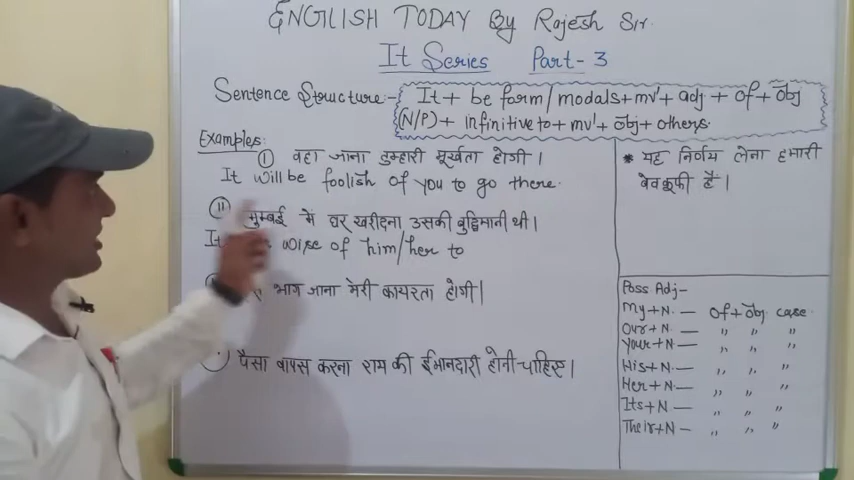 ENGLISH TODAY By Rajesh Sir.
It Series Part-3
Sentence Structure:- It + be form/modals+mv¹+ adj + of + obj
(N/P) + infinitive to + mv¹+ obj + others.
Examples:
(i) वहा जाना तुम्हारी मूर्खता होगी।
It will be foolish of you to go there.
(ii) मुम्बई में घर खरीदना उसकी बुद्धिमानी थी।
It wise of him/her to
भाग जाना मेरी कायरता होगी।
पैसा वापस करना राम की ईमानदारी होनी चाहिए।
* यह निर्णय लेना हमारी
बेवकूफी है।
Poss Adj-
My+N. — Of+obj case.
Our+N. — " " "
Your+N — " " "
His+N — " " "
Her+N — " " "
Its+N — " " "
Their+N — " " "